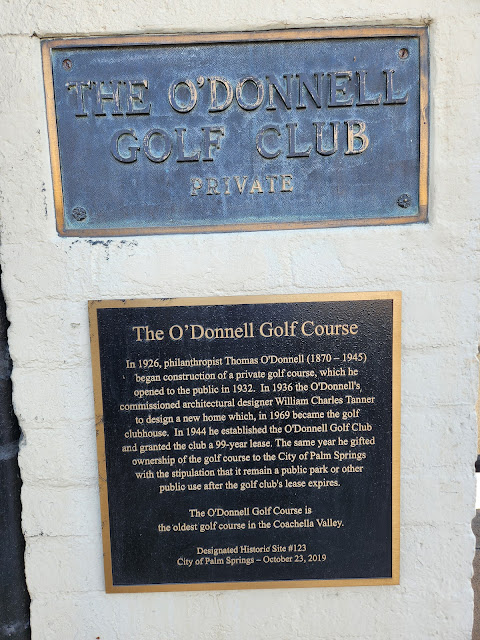 THE O'DONNELL
GOLF CLUB
PRIVATE
The O'Donnell Golf Course
In 1926, philanthropist Thomas O'Donnell (1870 – 1945)
began construction of a private golf course, which he
opened to the public in 1932. In 1936 the O'Donnell's,
commissioned architectural designer William Charles Tanner
to design a new home which, in 1969 became the golf
clubhouse. In 1944 he established the O'Donnell Golf Club
and granted the club a 99-year lease. The same year he gifted
ownership of the golf course to the City of Palm Springs
with the stipulation that it remain a public park or other
public use after the golf club's lease expires.
The O'Donnell Golf Course is
the oldest golf course in the Coachella Valley.
Designated Historic Site #123
City of Palm Springs – October 23, 2019